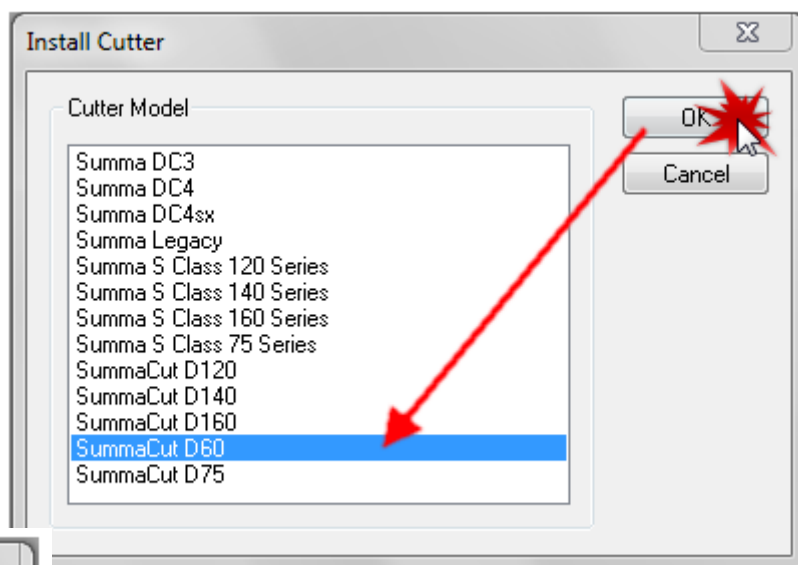 Install Cutter
Cutter Model
OK
Cancel
Summa DC3
Summa DC4
Summa DC4sx
Summa Legacy
Summa S Class 120 Series
Summa S Class 140 Series
Summa S Class 160 Series
Summa S Class 75 Series
SummaCut D120
SummaCut D140
SummaCut D160
SummaCut D60
SummaCut D75